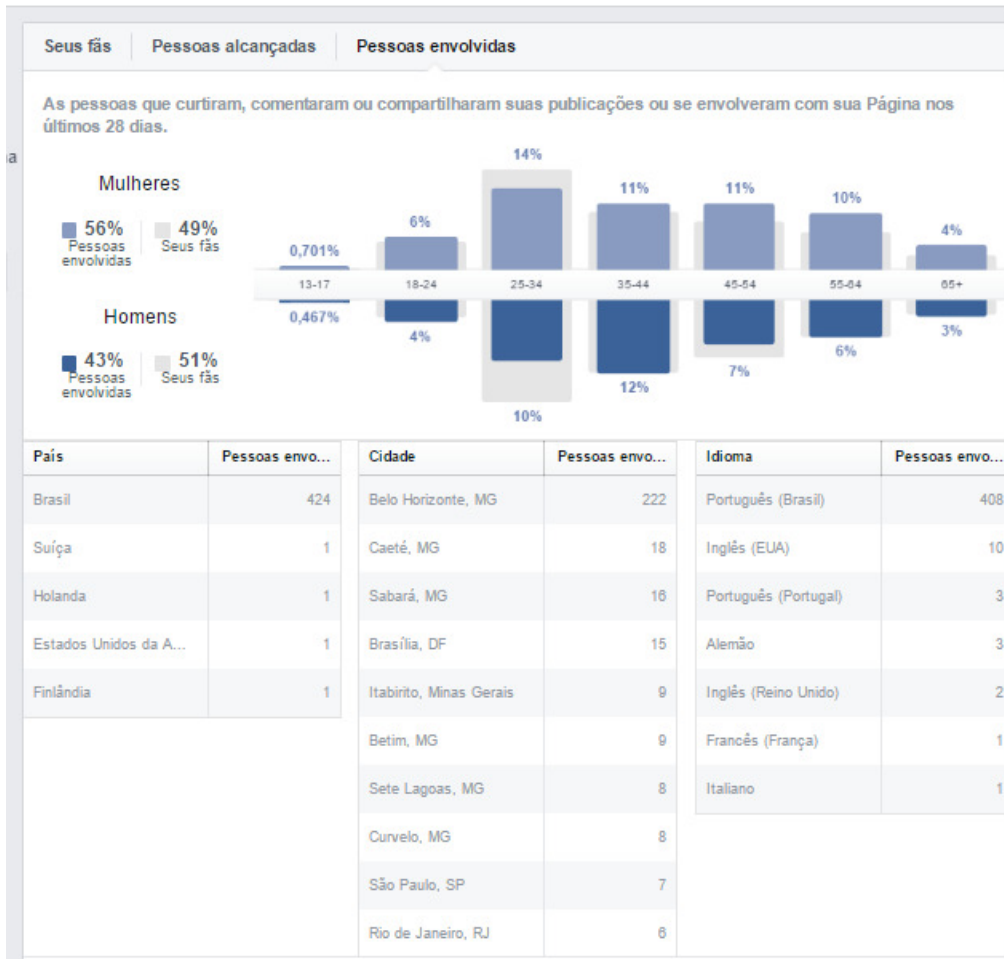 Seus fãs Pessoas alcançadas Pessoas envolvidas
As pessoas que curtiram, comentaram ou compartilharam suas publicações ou se envolveram com sua Página nos
últimos 28 dias.
Mulheres
56% Pessoas envolvidas
49% Seus fãs
Homens
43% Pessoas envolvidas
51% Seus fãs
0,701% 6% 14% 11% 11% 10% 4%
13-17 18-24 25-34 35-44 45-54 55-64 65+
0,467% 4% 10% 12% 7% 6% 3%
País Pessoas envo...
Brasil 424
Suíça 1
Holanda 1
Estados Unidos da A... 1
Finlândia 1
Cidade Pessoas envo...
Belo Horizonte, MG 222
Caeté, MG 18
Sabará, MG 16
Brasília, DF 15
Itabirito, Minas Gerais 9
Betim, MG 9
Sete Lagoas, MG 8
Curvelo, MG 8
São Paulo, SP 7
Rio de Janeiro, RJ 6
Idioma Pessoas envo...
Português (Brasil) 408
Inglês (EUA) 10
Português (Portugal) 3
Alemão 3
Inglês (Reino Unido) 2
Francês (França) 1
Italiano 1